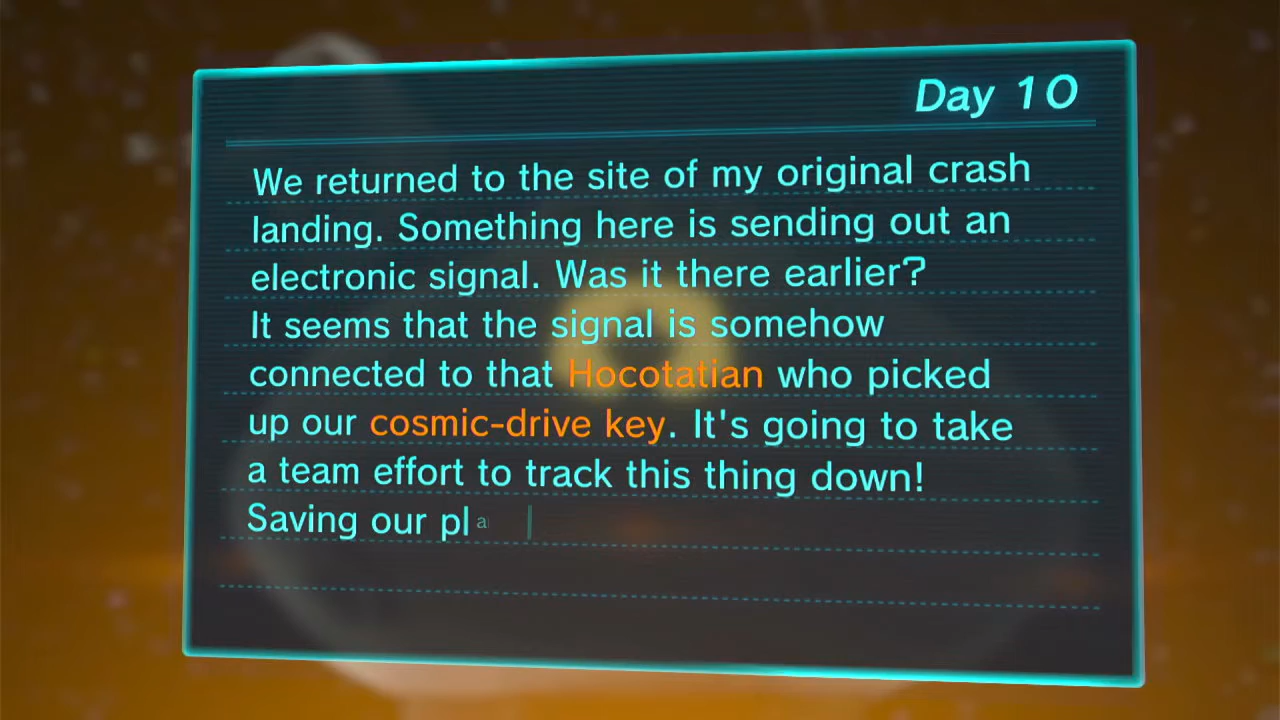 Day 10
We returned to the site of my original crash
landing. Something here is sending out an
electronic signal. Was it there earlier?
It seems that the signal is somehow
connected to that Hocotatian who picked
up our cosmic-drive key. It's going to take
a team effort to track this thing down!
Saving our pla